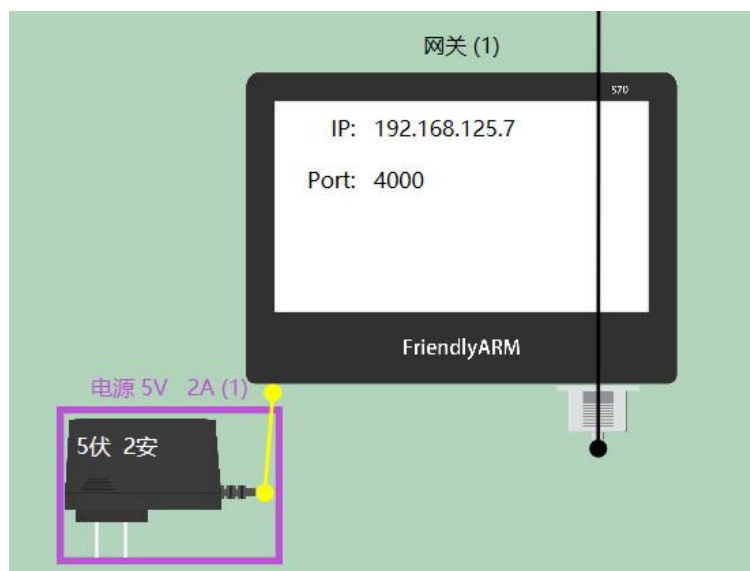 网关 (1)
S70
IP: 192.168.125.7
Port: 4000
FriendlyARM
电源 5V 2A (1)
5伏 2安